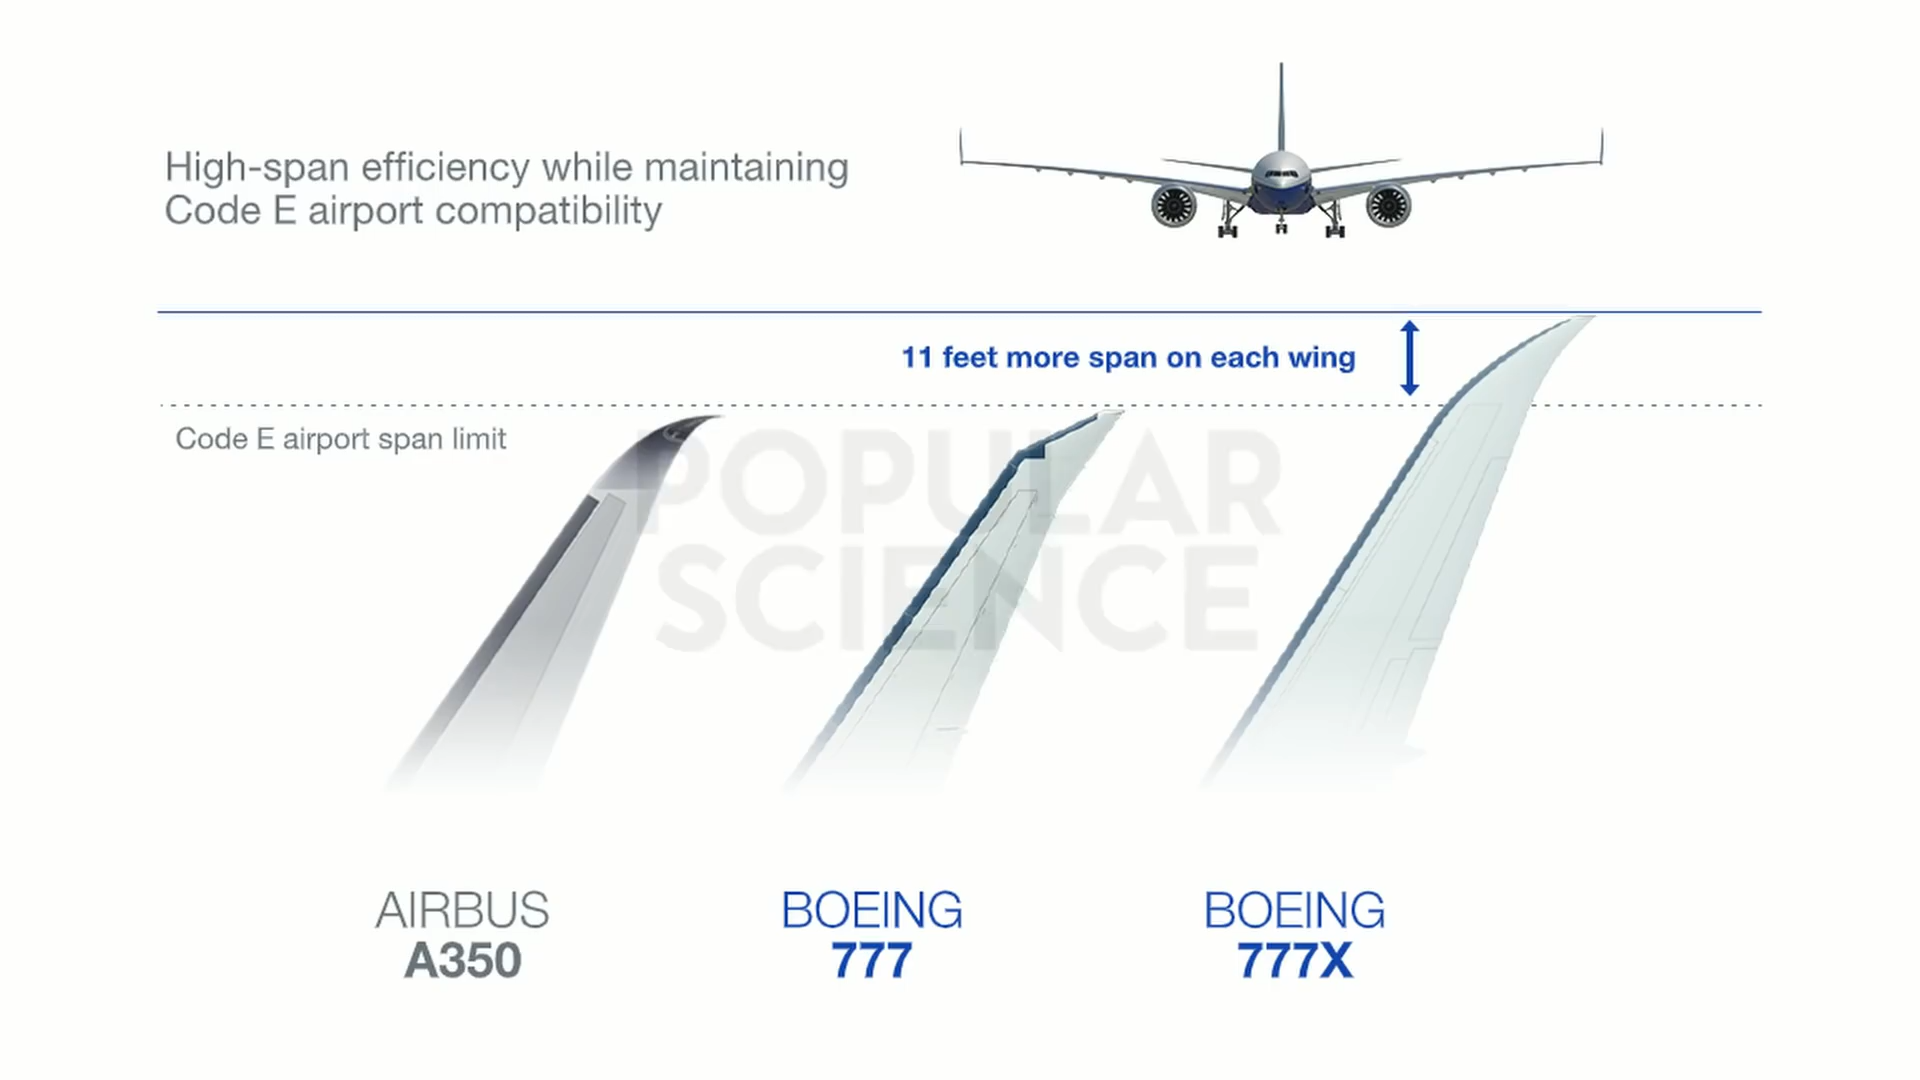 High-span efficiency while maintaining
Code E airport compatibility
11 feet more span on each wing
Code E airport span limit
POPULAR
SCIENCE
AIRBUS
A350
BOEING
777
BOEING
777X